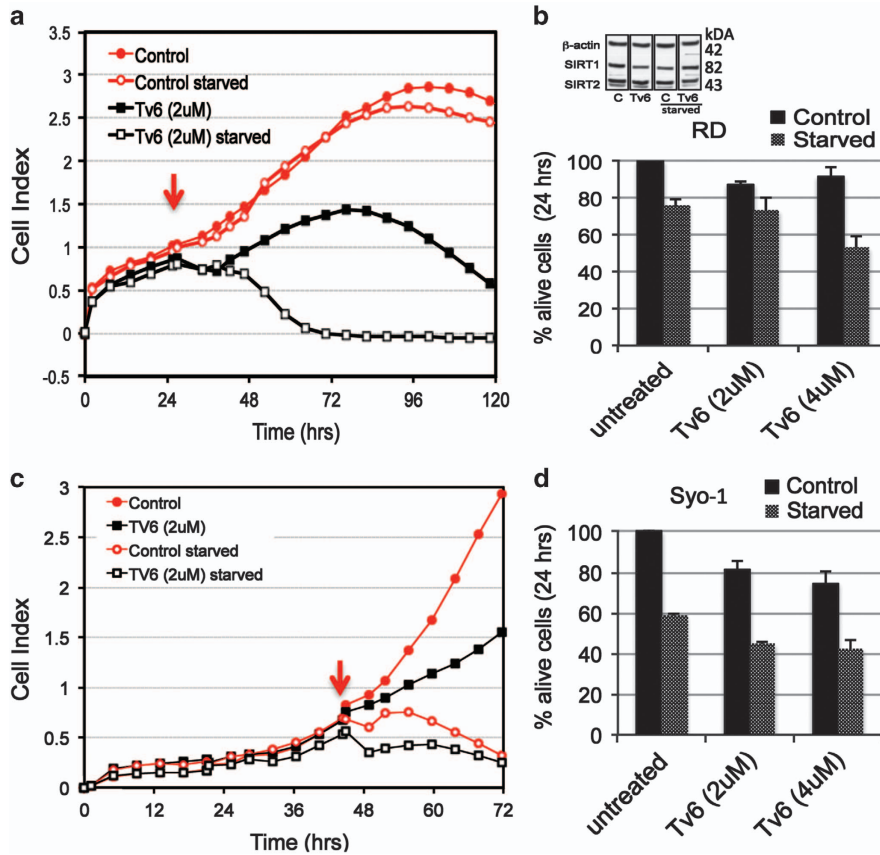 a
Control
Control starved
Tv6 (2uM)
Tv6 (2uM) starved
Cell Index
3.5
3
2.5
2
1.5
1
0.5
0
-0.5
0 24 48 72 96 120
Time (hrs)
b
β-actin
SIRT1
SIRT2
kDA
42
82
43
C Tv6 C Tv6
starved
RD
Control
Starved
% alive cells (24 hrs)
100
80
60
40
20
0
untreated
Tv6 (2uM)
Tv6 (4uM)
c
Control
TV6 (2uM)
Control starved
TV6 (2uM) starved
Cell Index
3
2.5
2
1.5
1
0.5
0
0 12 24 36 48 60 72
Time (hrs)
d
Syo-1
Control
Starved
% alive cells (24 hrs)
100
80
60
40
20
0
untreated
Tv6 (2uM)
Tv6 (4uM)